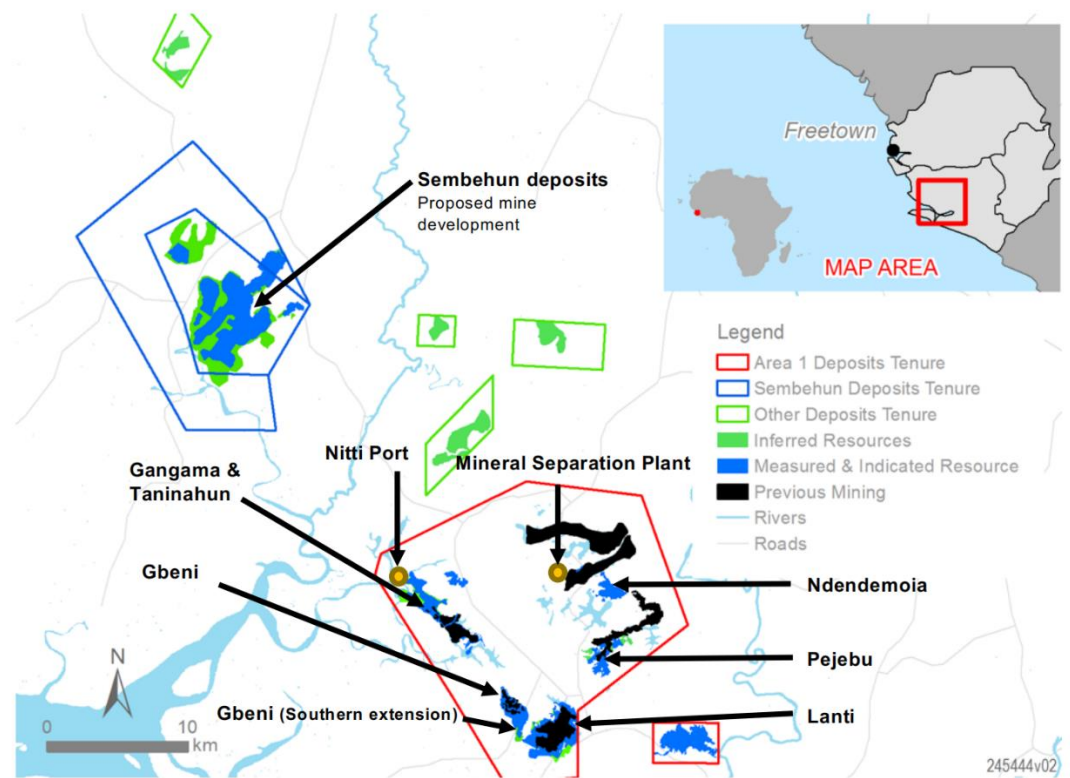 Freetown
MAP AREA
Sembehun deposits
Proposed mine
development
Legend
Area 1 Deposits Tenure
Sembehun Deposits Tenure
Other Deposits Tenure
Inferred Resources
Measured & Indicated Resource
Previous Mining
Rivers
Roads
Nitti Port
Mineral Separation Plant
Gangama &
Taninahun
Gbeni
Ndendemoia
Pejebu
Gbeni (Southern extension)
Lanti
N
0 10
km
245444v02